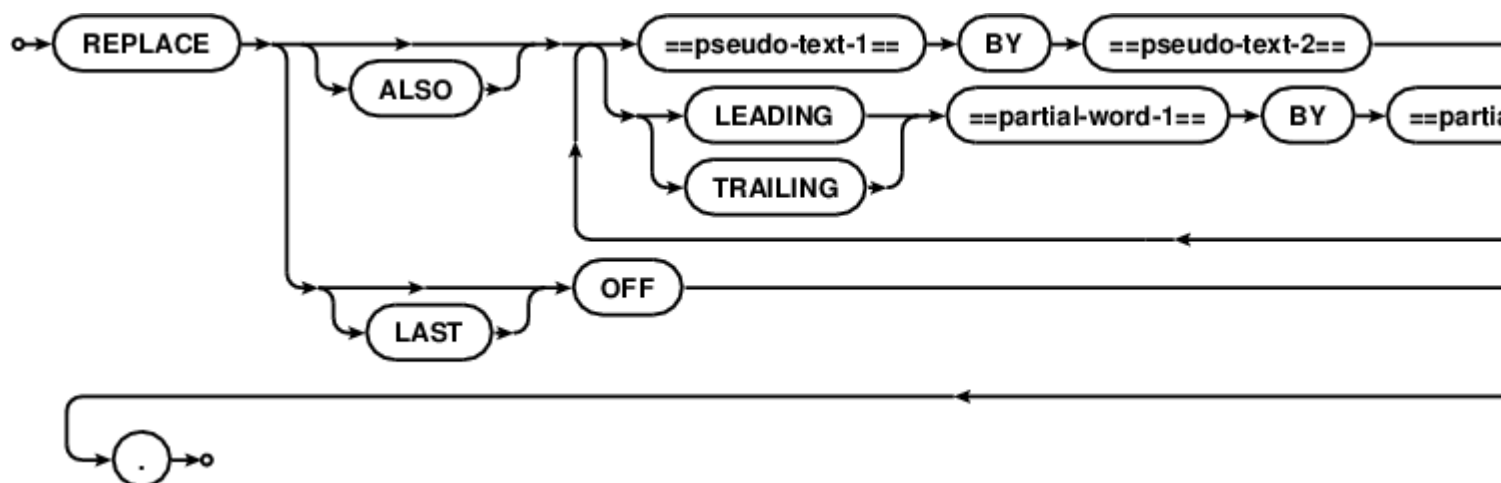 REPLACE ==pseudo-text-1== BY ==pseudo-text-2==
ALSO
LEADING ==partial-word-1== BY
TRAILING
OFF
LAST
.